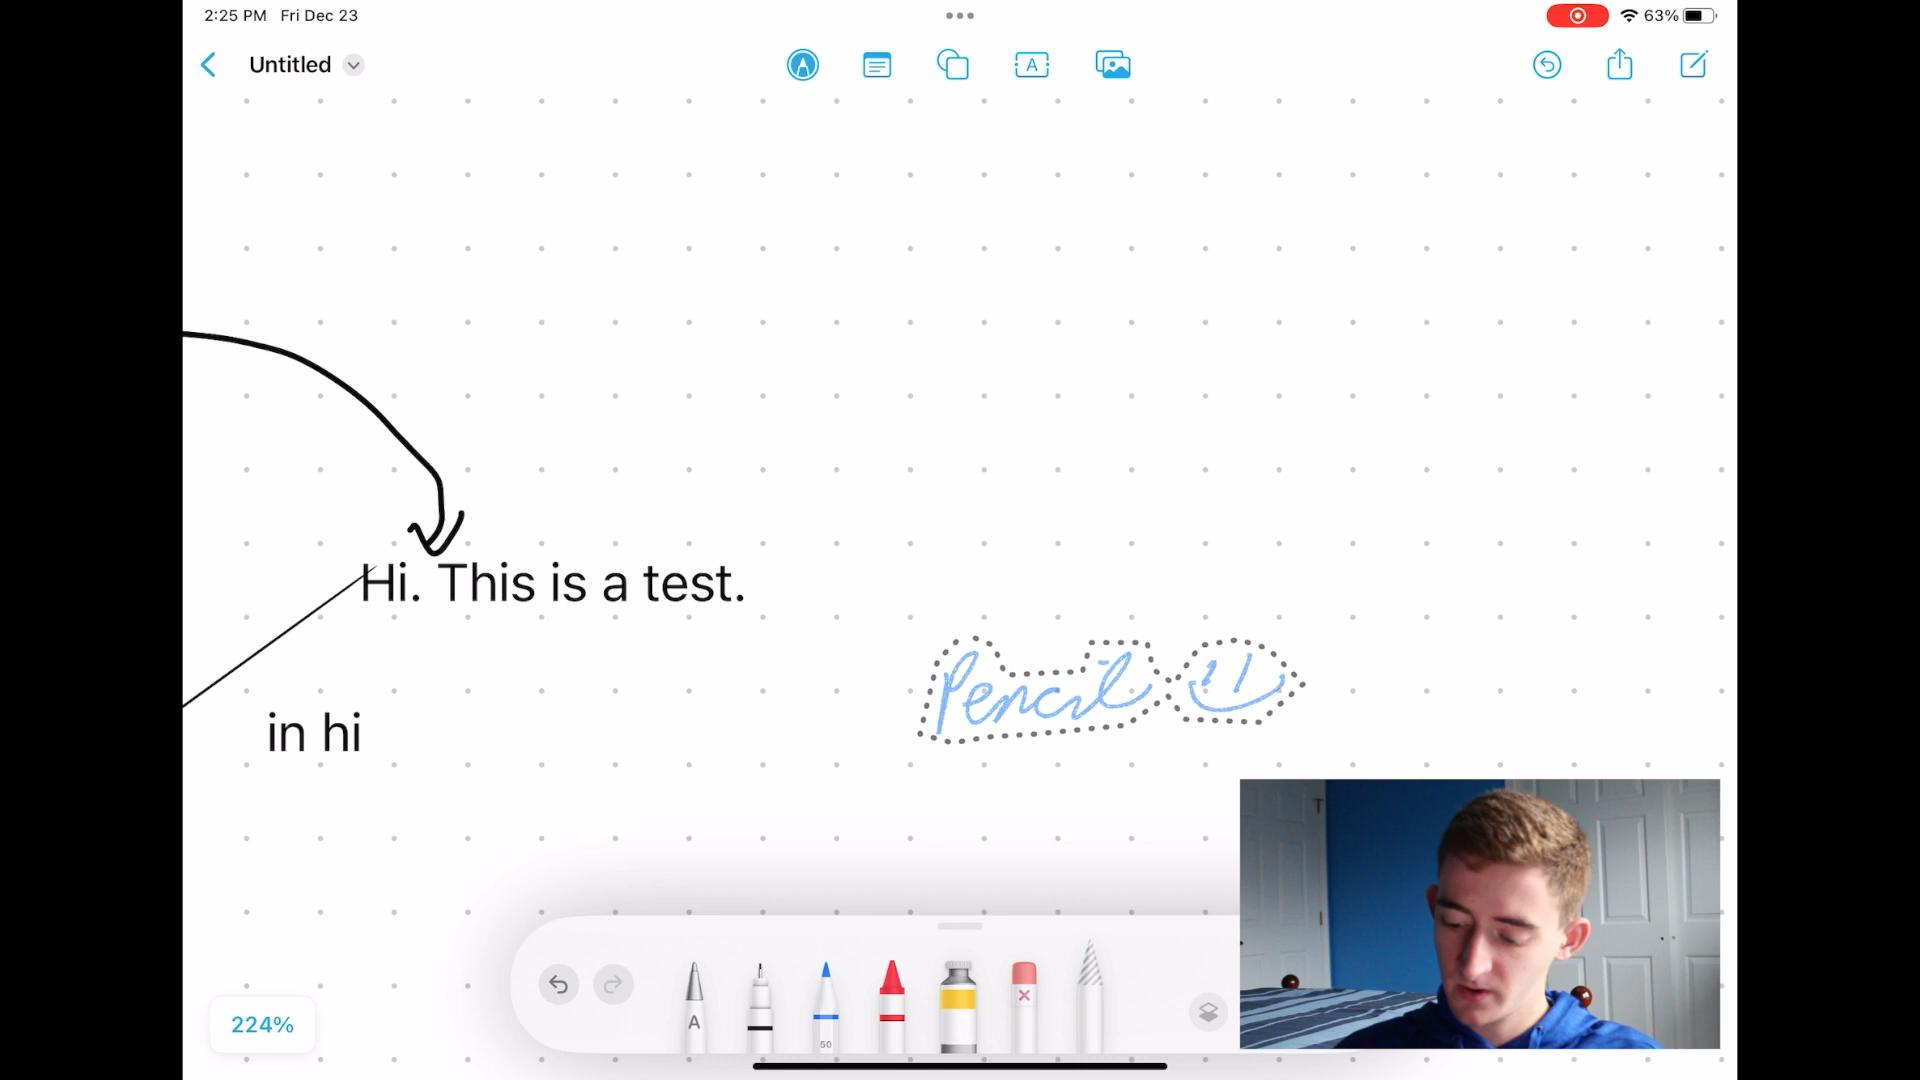 2:25 PM Fri Dec 23
63%
Untitled
A
Hi. This is a test.
Pencil
in hi
A
50
224%